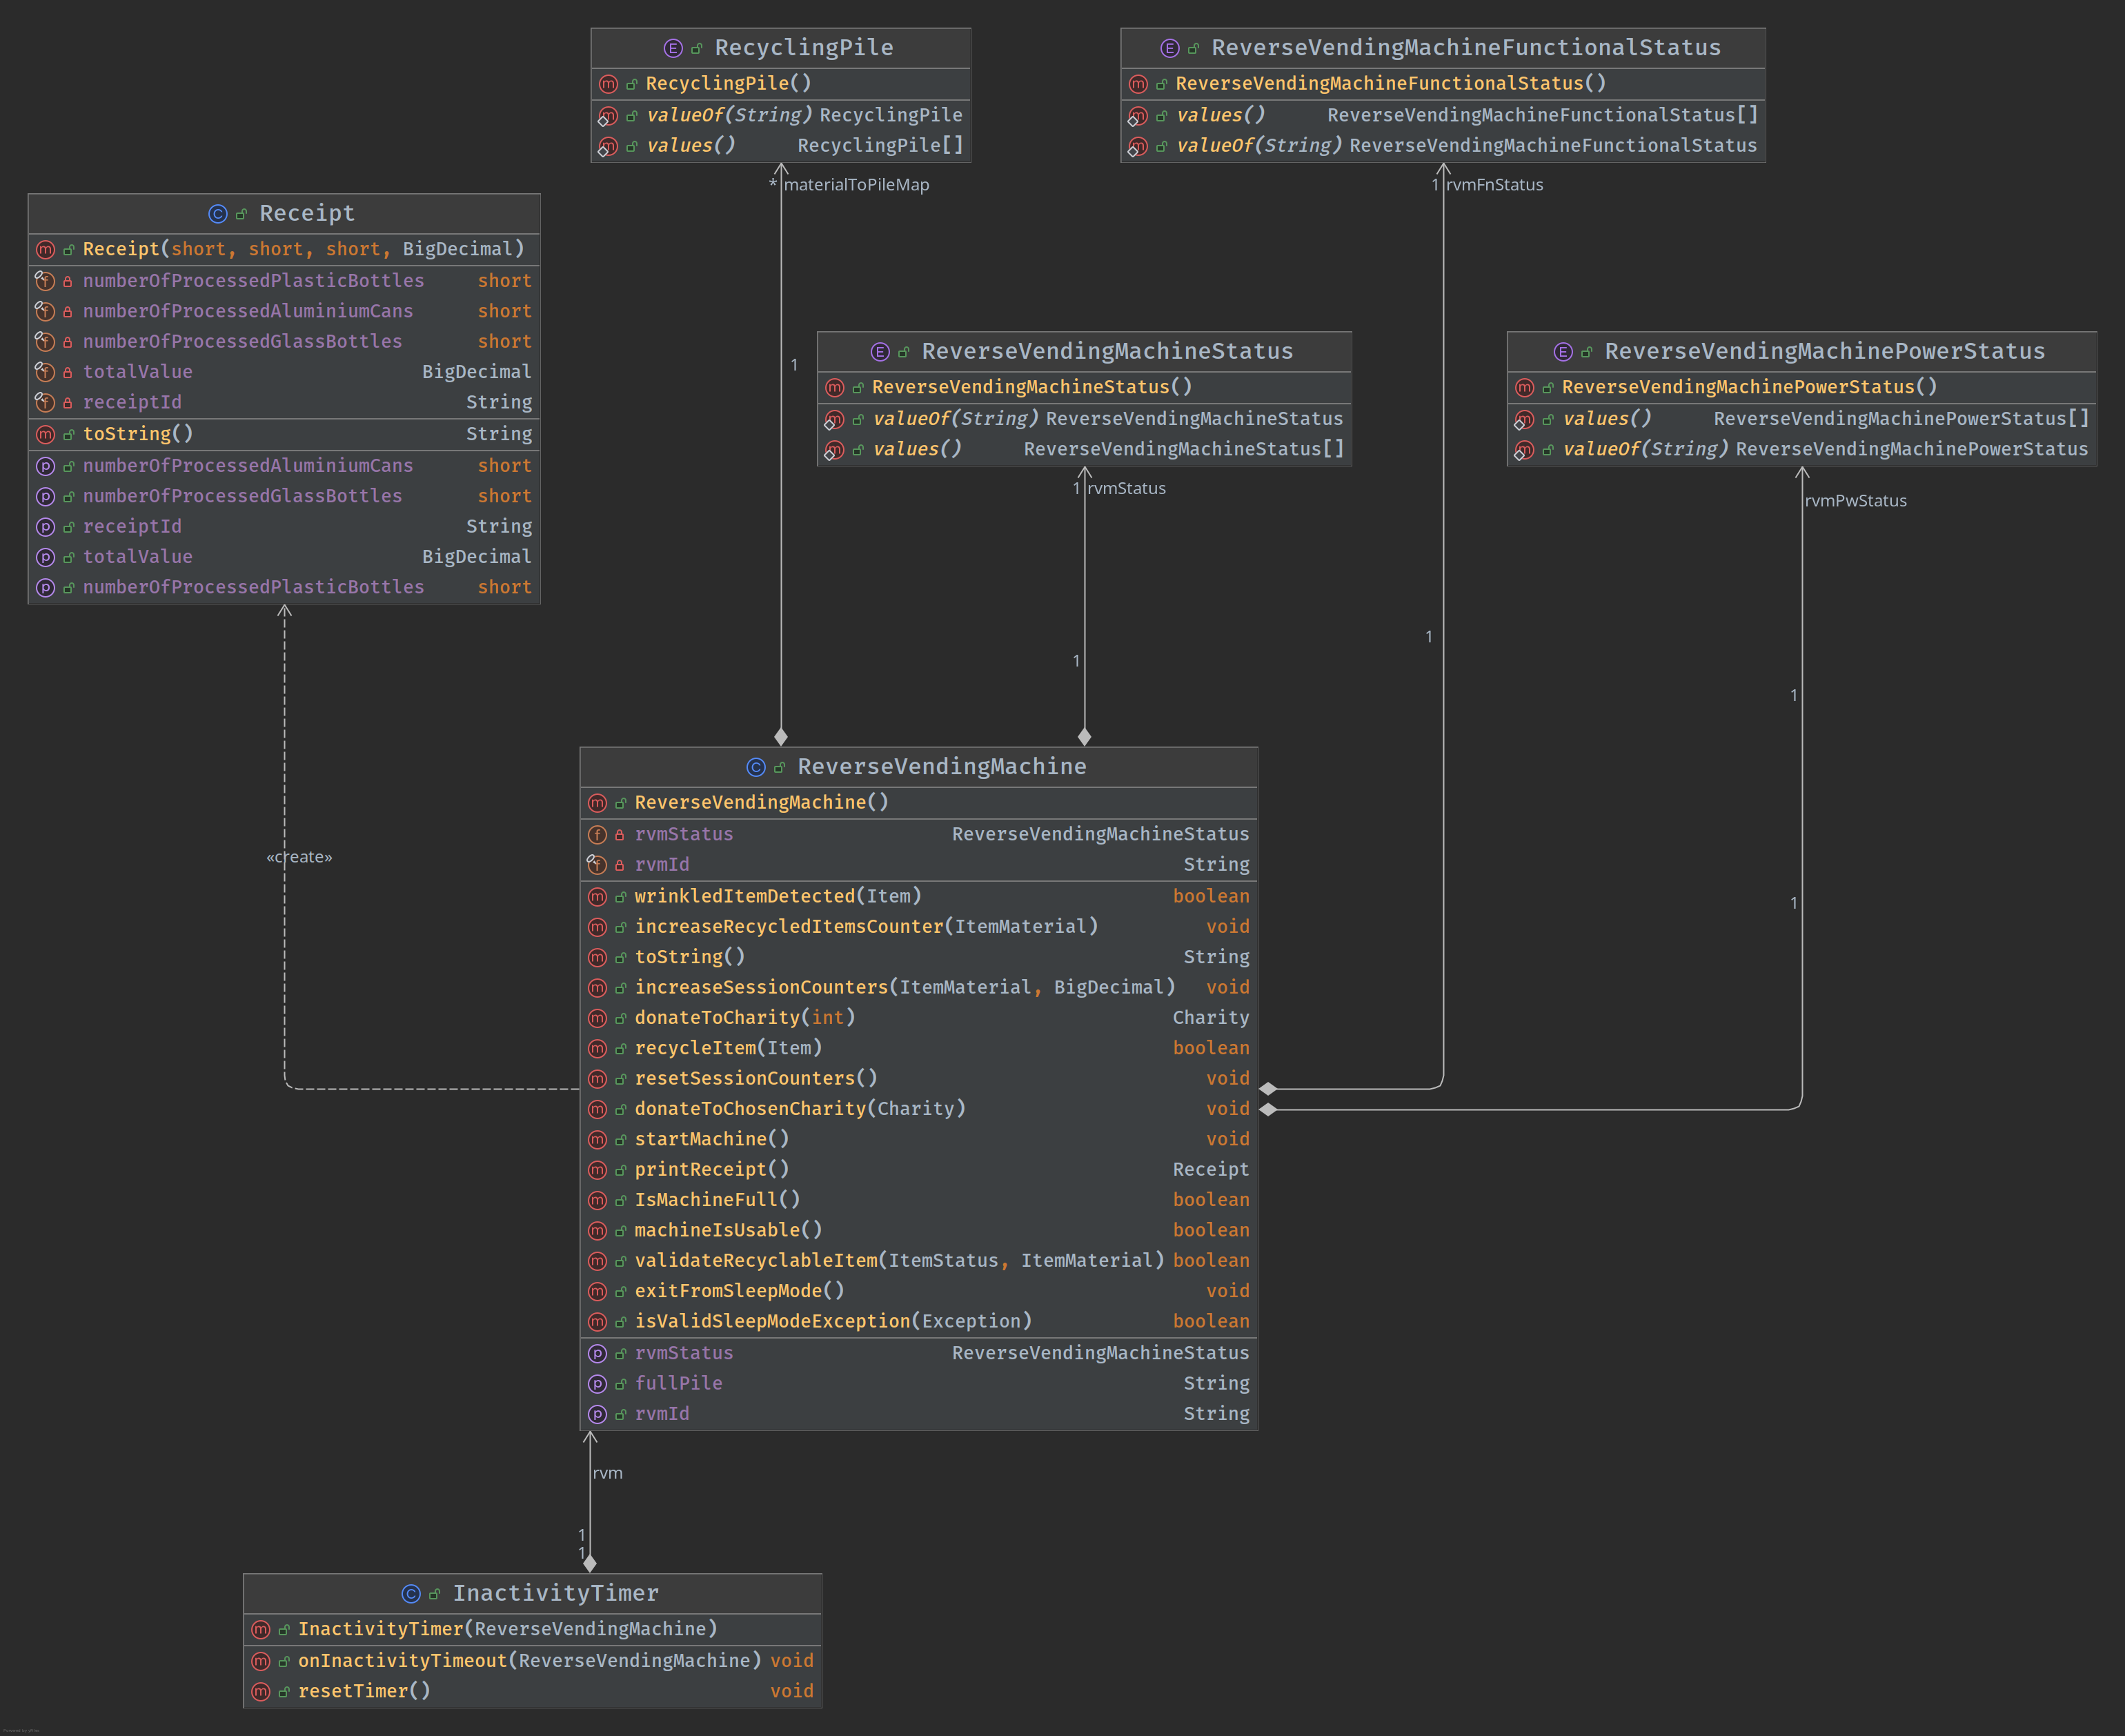 RecyclingPile
RecyclingPile()
valueOf(String) RecyclingPile
values() RecyclingPile[]
ReverseVendingMachineFunctionalStatus
ReverseVendingMachineFunctionalStatus()
values() ReverseVendingMachineFunctionalStatus[]
valueOf(String) ReverseVendingMachineFunctionalStatus
* materialToPileMap
1 rvmFnStatus
Receipt
Receipt(short, short, short, BigDecimal)
numberOfProcessedPlasticBottles short
numberOfProcessedAluminiumCans short
numberOfProcessedGlassBottles short
totalValue BigDecimal
receiptId String
toString() String
numberOfProcessedAluminiumCans short
numberOfProcessedGlassBottles short
receiptId String
totalValue BigDecimal
numberOfProcessedPlasticBottles short
1
ReverseVendingMachineStatus
ReverseVendingMachineStatus()
valueOf(String) ReverseVendingMachineStatus
values() ReverseVendingMachineStatus[]
ReverseVendingMachinePowerStatus
ReverseVendingMachinePowerStatus()
values() ReverseVendingMachinePowerStatus[]
valueOf(String) ReverseVendingMachinePowerStatus
1 rvmStatus
rvmPwStatus
1
1
1
«create»
1
ReverseVendingMachine
ReverseVendingMachine()
rvmStatus ReverseVendingMachineStatus
rvmId String
wrinkledItemDetected(Item) boolean
increaseRecycledItemsCounter(ItemMaterial) void
toString() String
increaseSessionCounters(ItemMaterial, BigDecimal) void
donateToCharity(int) Charity
recycleItem(Item) boolean
resetSessionCounters() void
donateToChosenCharity(Charity) void
startMachine() void
printReceipt() Receipt
IsMachineFull() boolean
machineIsUsable() boolean
validateRecyclableItem(ItemStatus, ItemMaterial) boolean
exitFromSleepMode() void
isValidSleepModeException(Exception) boolean
rvmStatus ReverseVendingMachineStatus
fullPile String
rvmId String
rvm
1
1
InactivityTimer
InactivityTimer(ReverseVendingMachine)
onInactivityTimeout(ReverseVendingMachine) void
resetTimer() void